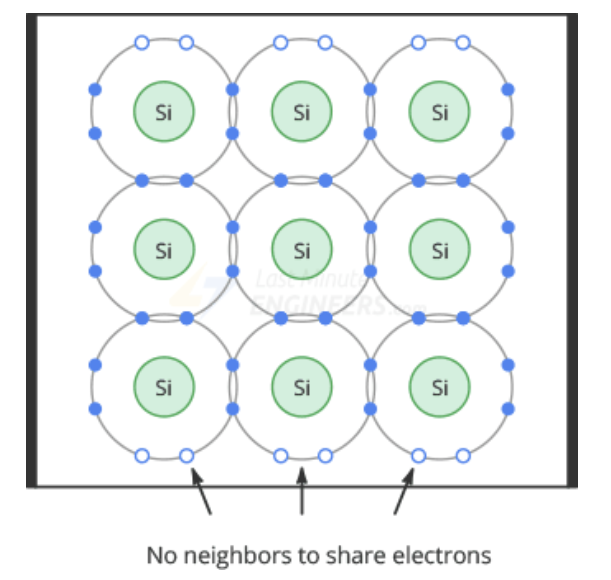 Si Si Si
Si Si Si
Last Minute
ENGINEERS.com
Si Si Si
No neighbors to share electrons